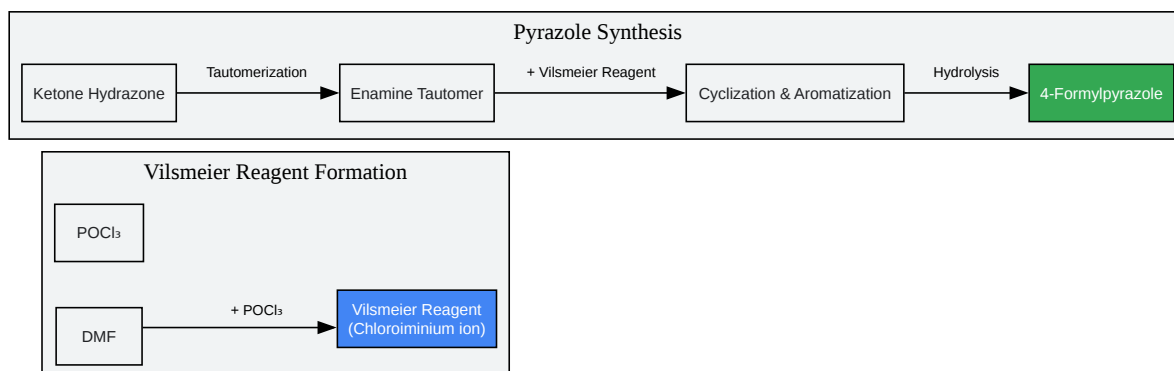 Pyrazole Synthesis
Ketone Hydrazone
Tautomerization
Enamine Tautomer
+ Vilsmeier Reagent
Cyclization & Aromatization
Hydrolysis
4-Formylpyrazole
Vilsmeier Reagent Formation
POCl₃
DMF
+ POCl₃
Vilsmeier Reagent
(Chloroiminium ion)